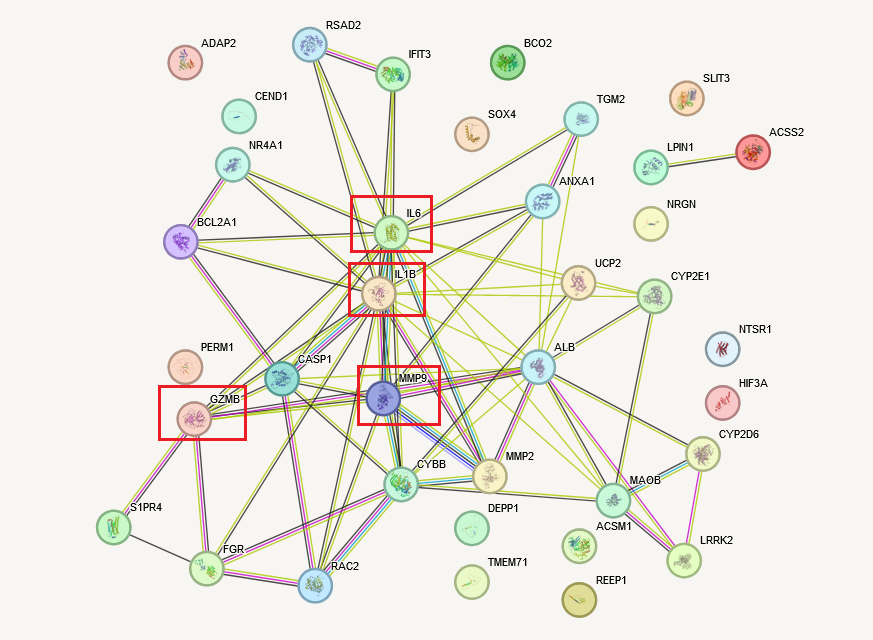 RSAD2
ADAP2
BCO2
IFIT3
SLIT3
CEND1
TGM2
SOX4
ACSS2
NR4A1
LPIN1
ANXA1
NRGN
IL6
BCL2A1
UCP2
IL1B
CYP2E1
NTSR1
PERM1
ALB
CASP1
MMP9
HIF3A
GZMB
CYP2D6
MMP2
CYBB
MAOB
S1PR4
DEPP1
ACSM1
LRRK2
FGR
RAC2
TMEM71
REEP1